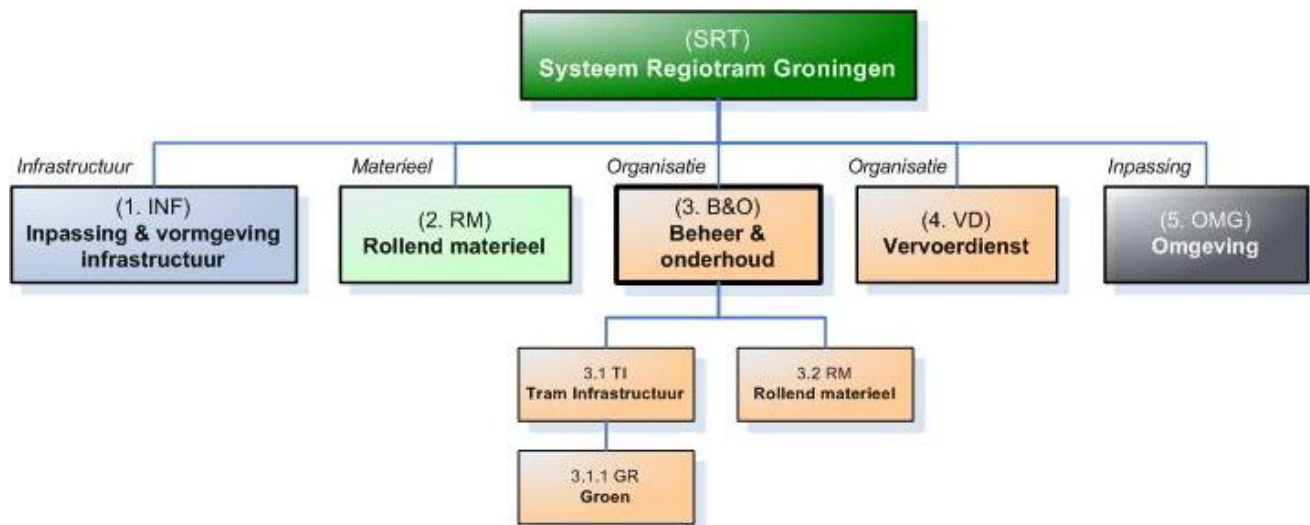 (SRT)
Systeem Regiotram Groningen
Infrastructuur
Materieel
Organisatie
Organisatie
Inpassing
(1. INF)
Inpassing & vormgeving
infrastructuur
(2. RM)
Rollend materieel
(3. B&O)
Beheer &
onderhoud
(4. VD)
Vervoerdienst
(5. OMG)
Omgeving
3.1 TI
Tram Infrastructuur
3.2 RM
Rollend materieel
3.1.1 GR
Groen